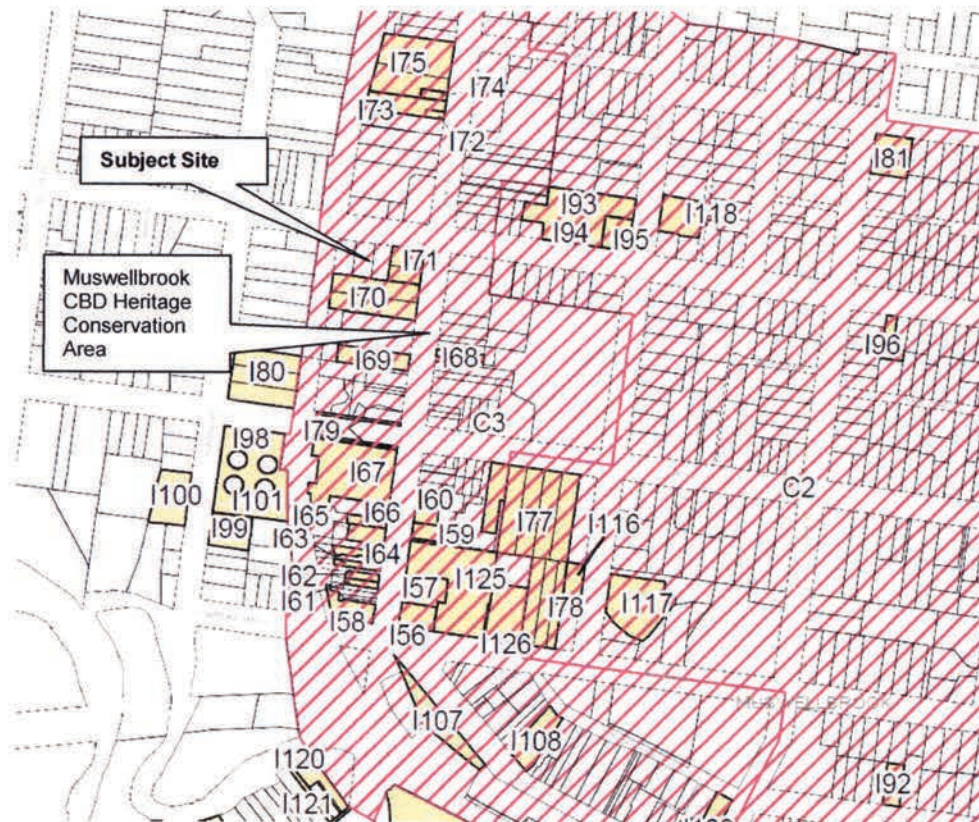 I75
I74
I73
I72
Subject Site
I81
I93
I118
I94
I95
I71
Muswellbrook
CBD Heritage
Conservation
Area
I70
I96
I69
I68
I80
C3
I79
I98
I67
C2
I100
I101
I60
I65
I66
I77
I116
I99
I63
I59
I64
I62
I57
I125
I61
I78
I117
I58
I56
I126
MUSWELLBROOK
I107
I108
I120
I121
I92